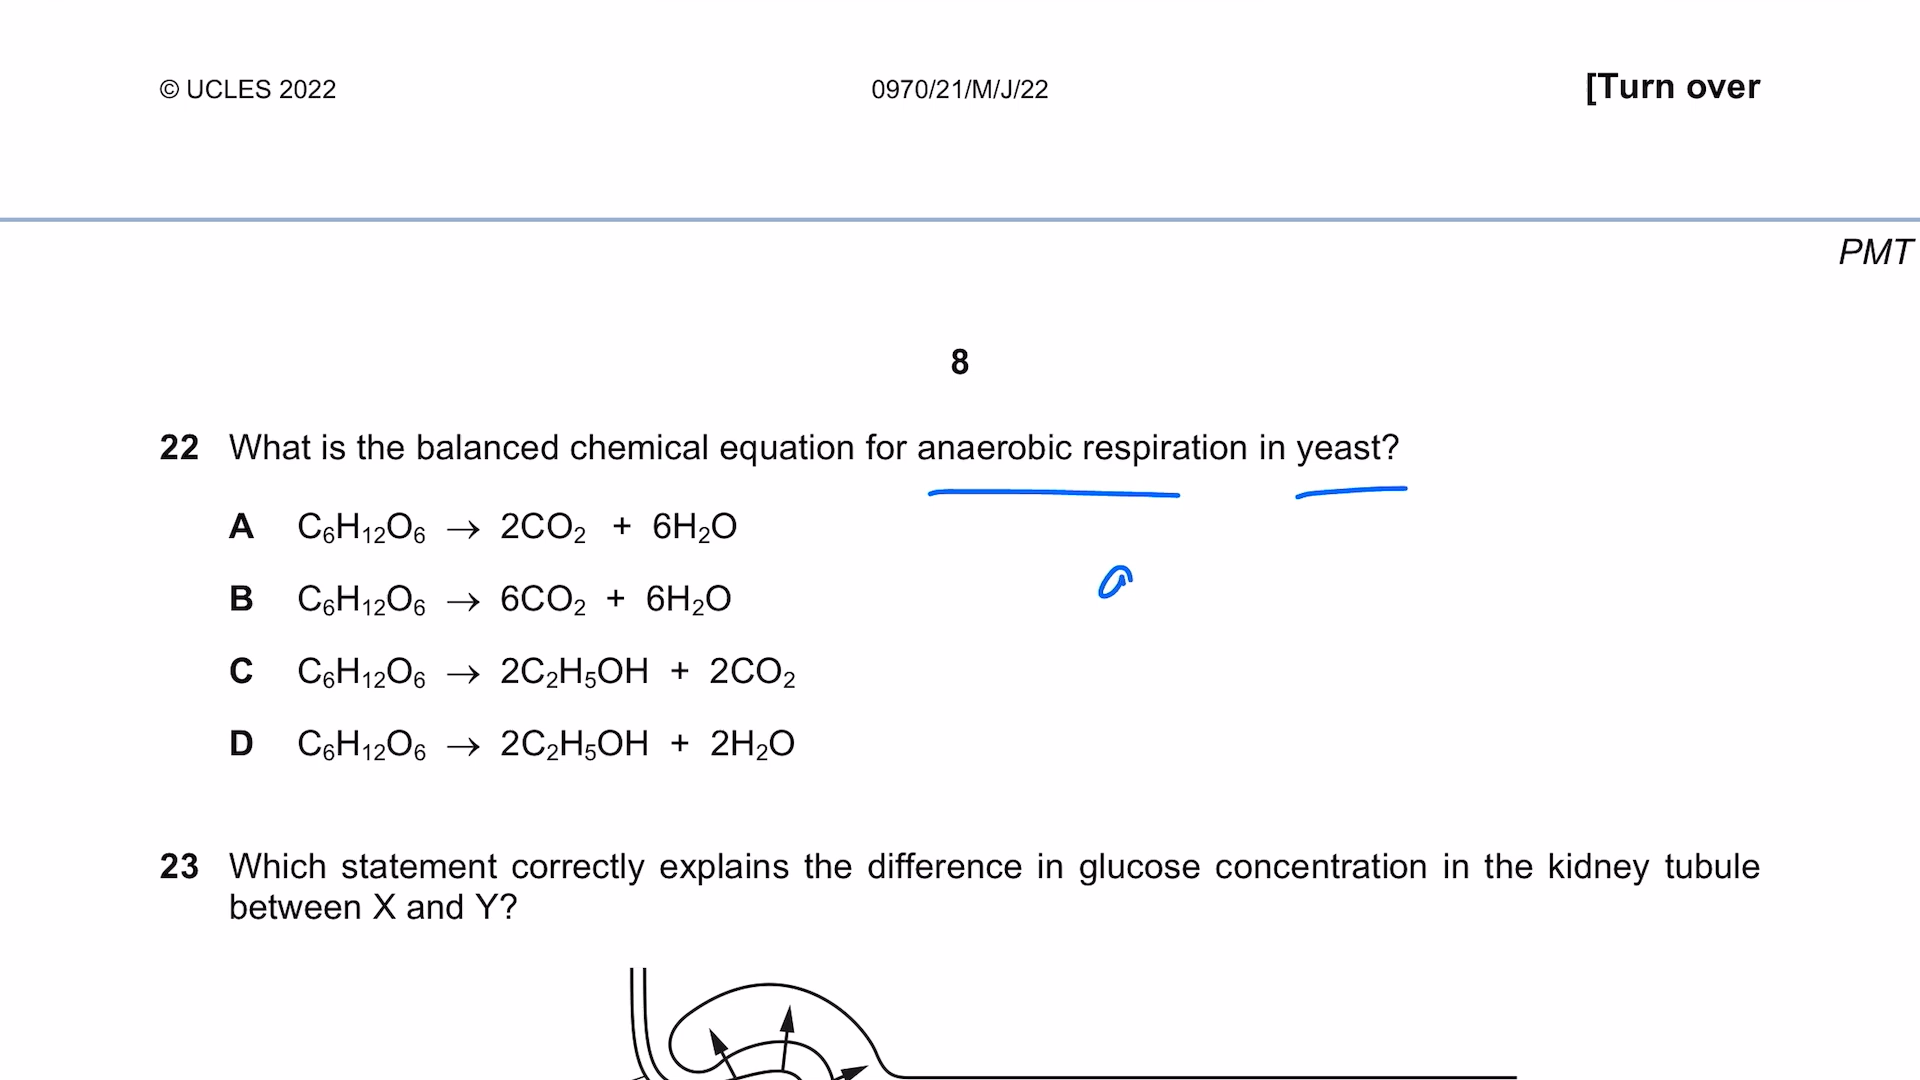 © UCLES 2022 0970/21/M/J/22 [Turn over
PMT
8
22 What is the balanced chemical equation for anaerobic respiration in yeast?
A C₆H₁₂O₆ → 2CO₂ + 6H₂O
B C₆H₁₂O₆ → 6CO₂ + 6H₂O
C C₆H₁₂O₆ → 2C₂H₅OH + 2CO₂
D C₆H₁₂O₆ → 2C₂H₅OH + 2H₂O
23 Which statement correctly explains the difference in glucose concentration in the kidney tubule
between X and Y?